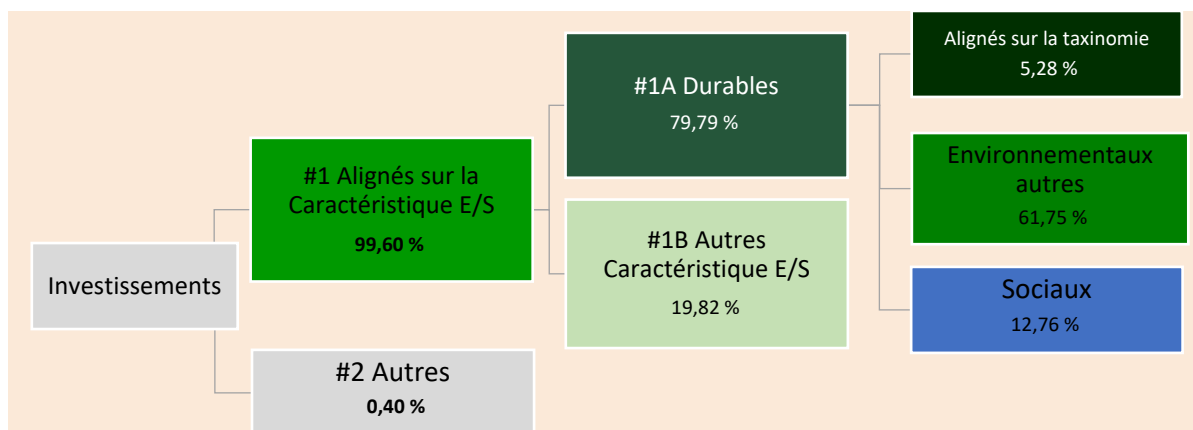 Investissements
#1 Alignés sur la
Caractéristique E/S
99,60 %
#2 Autres
0,40 %
#1A Durables
79,79 %
#1B Autres
Caractéristique E/S
19,82 %
Alignés sur la taxinomie
5,28 %
Environnementaux
autres
61,75 %
Sociaux
12,76 %